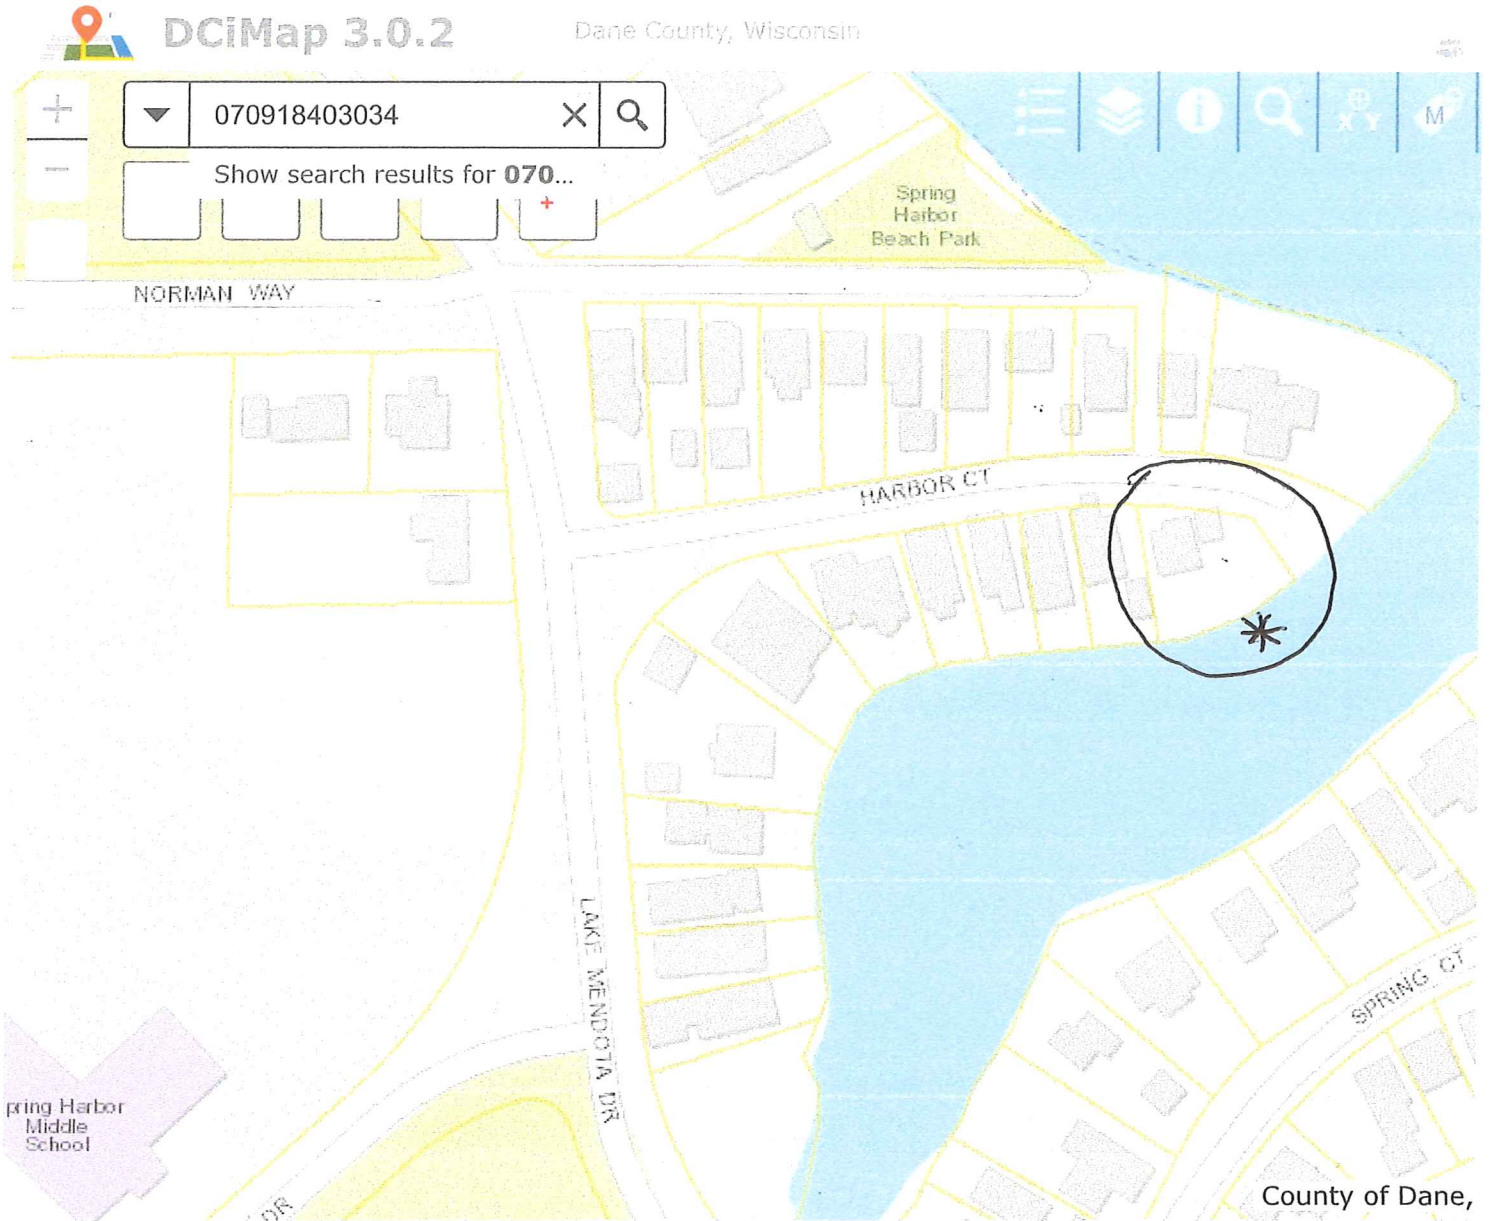 DCiMap 3.0.2
Dane County, Wisconsin
070918403034
Show search results for 070...
X Y
M
Spring
Harbor
Beach Park
NORMAN WAY
HARBOR CT
LAKE MENDOTA DR
SPRING CT
pring Harbor
Middle
School
DR
County of Dane,